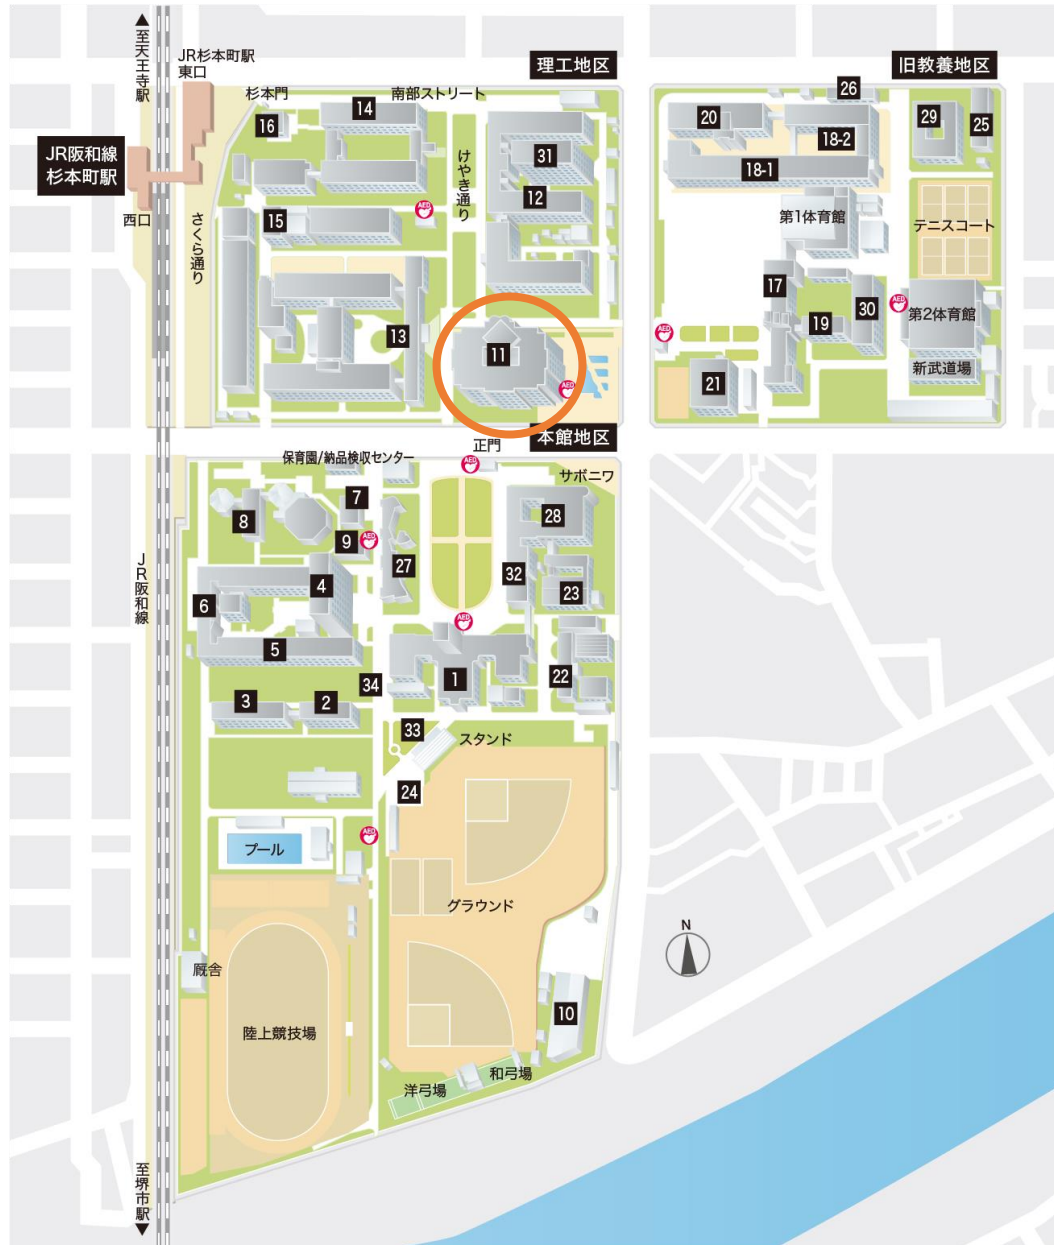 ▲至天王寺駅
JR杉本町駅
東口
理工地区
旧教養地区
杉本門
南部ストリート
14
16
26
20
18-2
29
25
18-1
JR阪和線
杉本町駅
31
けやき通り
12
AED
15
西口
さくら通り
第1体育館
テニスコート
17
30
AED
第2体育館
19
AED
13
11
新武道場
21
AED
本館地区
正門
保育園/納品検収センター
AED
サボニワ
7
8
28
9
AED
27
32
4
23
6
JR阪和線
AED
5
1
22
34
3
2
33
スタンド
24
AED
プール
グラウンド
N
厩舎
10
陸上競技場
和弓場
洋弓場
至堺市駅▼